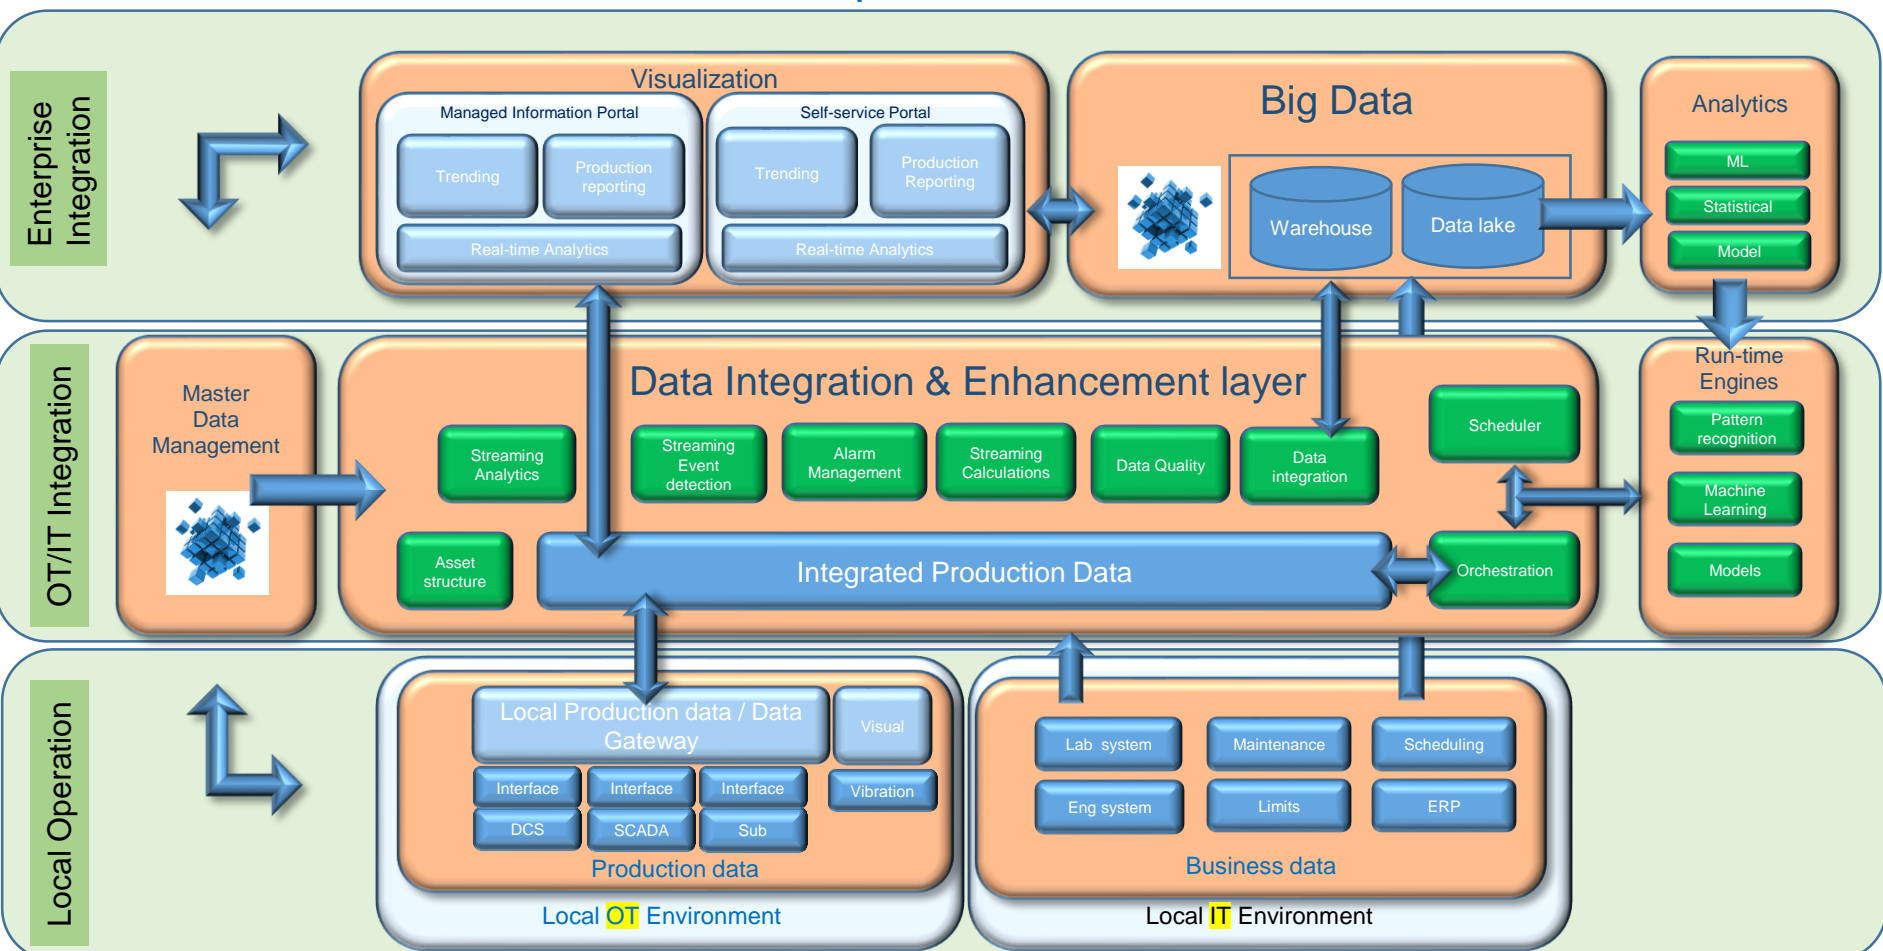 Enterprise
Integration
Visualization
Managed Information Portal
Trending
Production
reporting
Real-time Analytics
Self-service Portal
Trending
Production
Reporting
Real-time Analytics
Big Data
Warehouse
Data lake
Analytics
ML
Statistical
Model
OT/IT Integration
Master
Data
Management
Data Integration & Enhancement layer
Streaming
Analytics
Streaming
Event
detection
Alarm
Management
Streaming
Calculations
Data Quality
Data
integration
Scheduler
Asset
structure
Integrated Production Data
Orchestration
Run-time
Engines
Pattern
recognition
Machine
Learning
Models
Local Operation
Local Production data / Data
Gateway
Visual
Interface
Interface
Interface
Vibration
DCS
SCADA
Sub
Production data
Local OT Environment
Lab system
Maintenance
Scheduling
Eng system
Limits
ERP
Business data
Local IT Environment